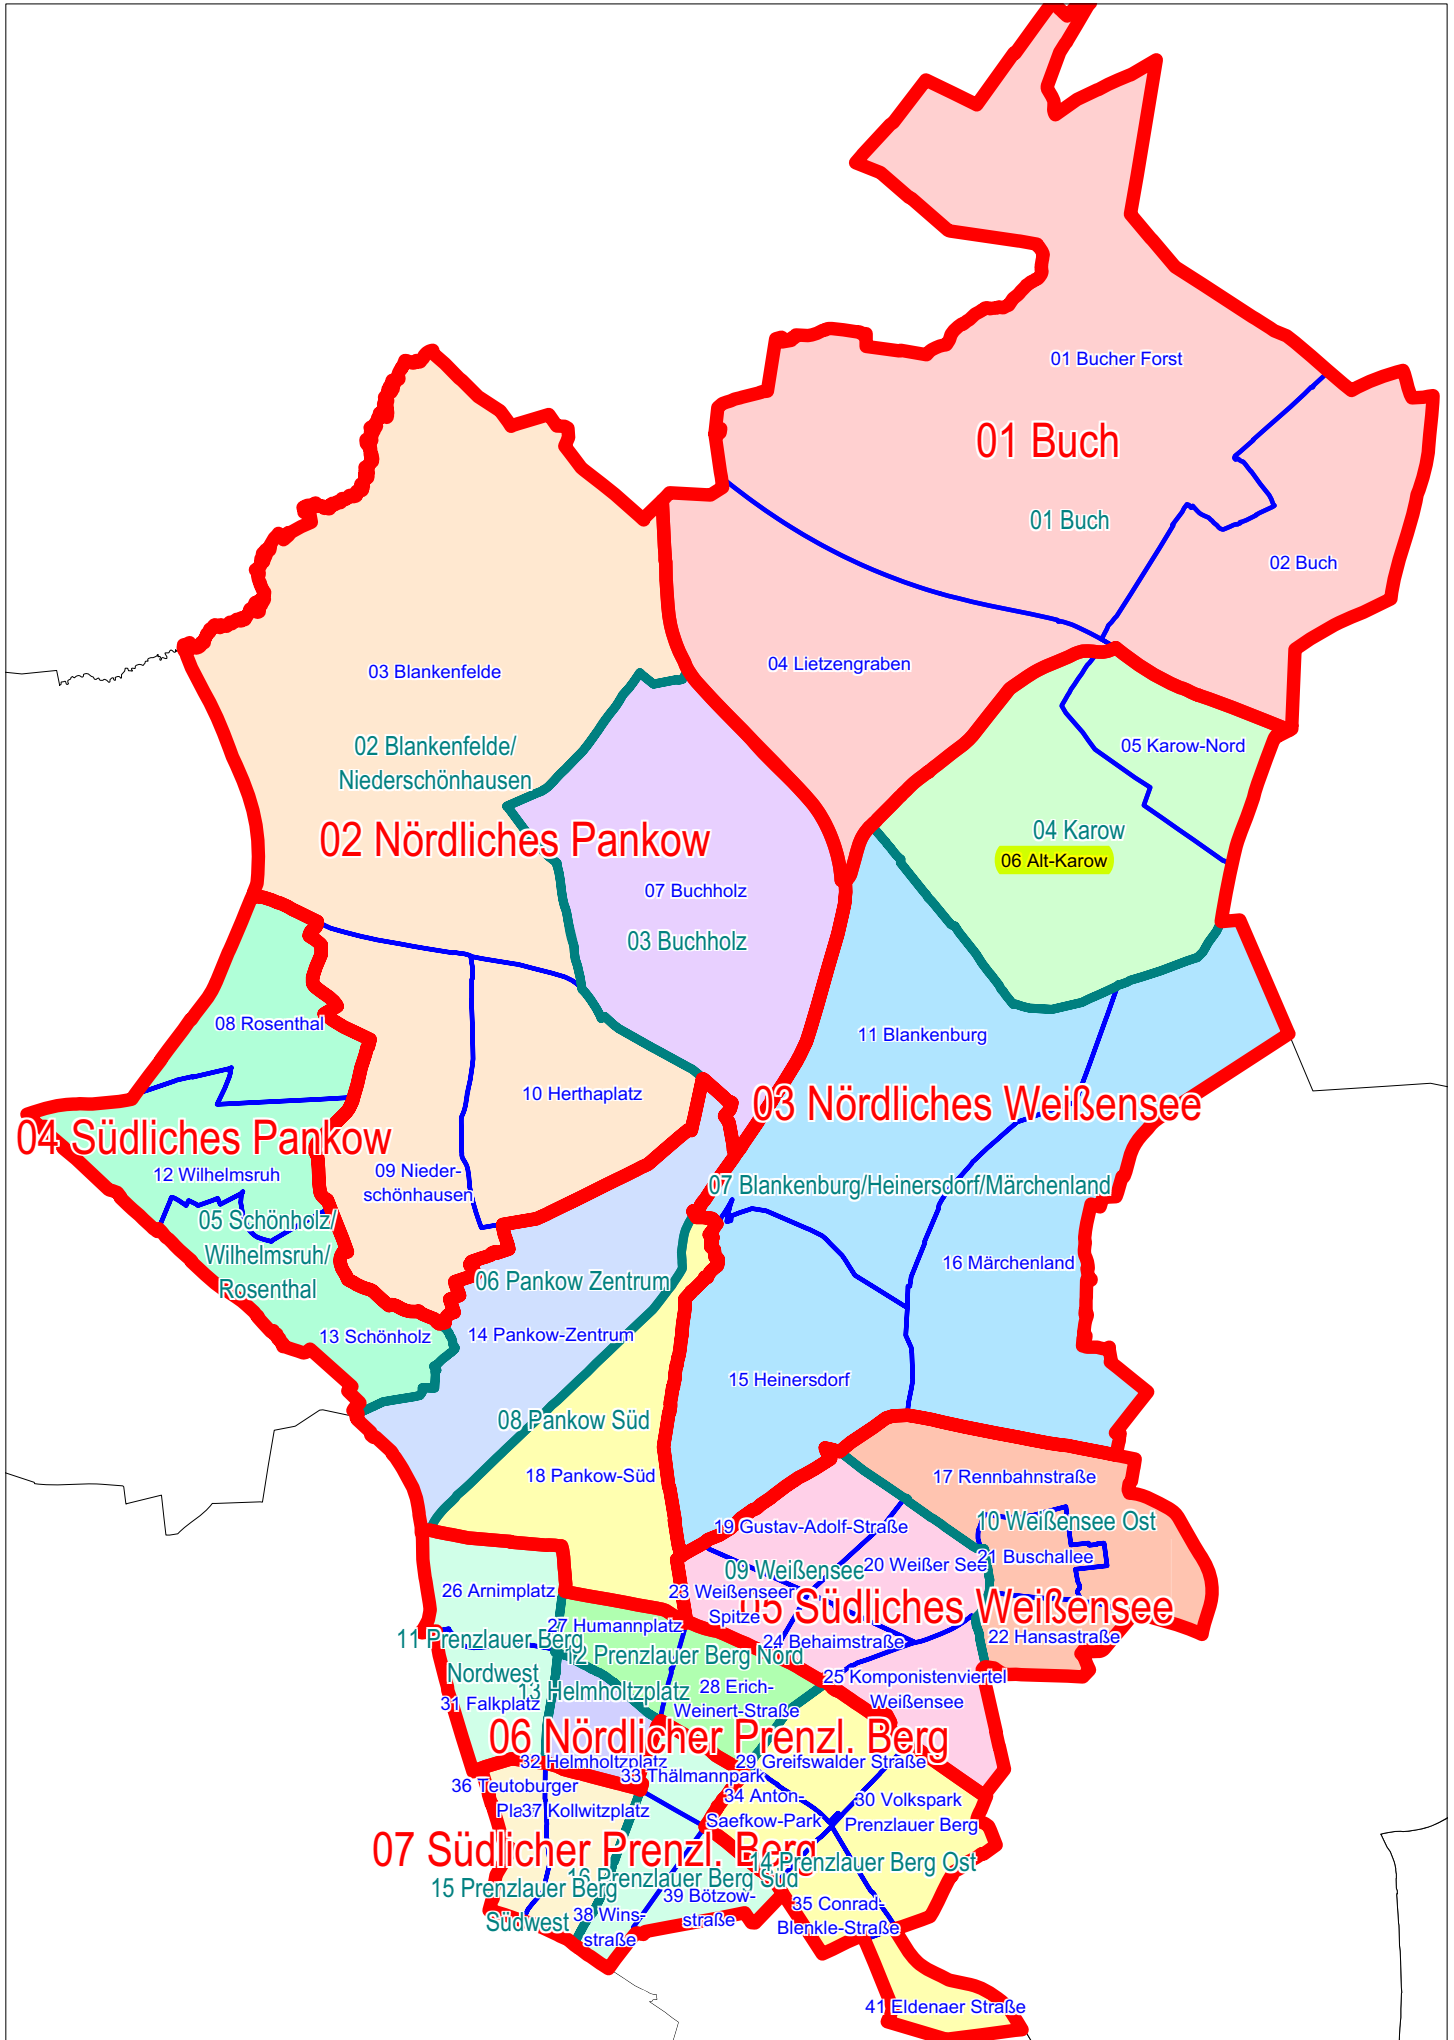 01 Bucher Forst
01 Buch
01 Buch
02 Buch
04 Lietzengraben
03 Blankenfelde
02 Blankenfelde/
Niederschönhausen
02 Nördliches Pankow
05 Karow-Nord
04 Karow
06 Alt-Karow
07 Buchholz
03 Buchholz
08 Rosenthal
11 Blankenburg
10 Herthaplatz
03 Nördliches Weißensee
04 Südliches Pankow
12 Wilhelmsruh
09 Nieder-
schönhausen
07 Blankenburg/Heinersdorf/Märchenland
05 Schönholz/
Wilhelmsruh/
Rosenthal
16 Märchenland
06 Pankow Zentrum
13 Schönholz
14 Pankow-Zentrum
15 Heinersdorf
08 Pankow Süd
18 Pankow-Süd
17 Rennbahnstraße
19 Gustav-Adolf-Straße
10 Weißensee Ost
20 Weißer See
21 Buschallee
09 Weißensee
26 Arnimplatz
23 Weißenseer
Spitze
05 Südliches Weißensee
27 Humannplatz
24 Behaimstraße
22 Hansastraße
11 Prenzlauer Berg
Nordwest
12 Prenzlauer Berg Nord
13 Helmholtzplatz
28 Erich-
Weinert-Straße
25 Komponistenviertel
Weißensee
31 Falkplatz
06 Nördlicher Prenzl. Berg
32 Helmholtzplatz
33 Thälmannpark
29 Greifswalder Straße
36 Teutoburger
Pla
37 Kollwitzplatz
34 Anton-
Saefkow-Park
30 Volkspark
Prenzlauer Berg
07 Südlicher Prenzl. Berg
14 Prenzlauer Berg Ost
16 Prenzlauer Berg Süd
15 Prenzlauer Berg
Südwest
38 Wins-
straße
39 Bötzow-
straße
35 Conrad-
Blenkle-Straße
41 Eldenaer Straße